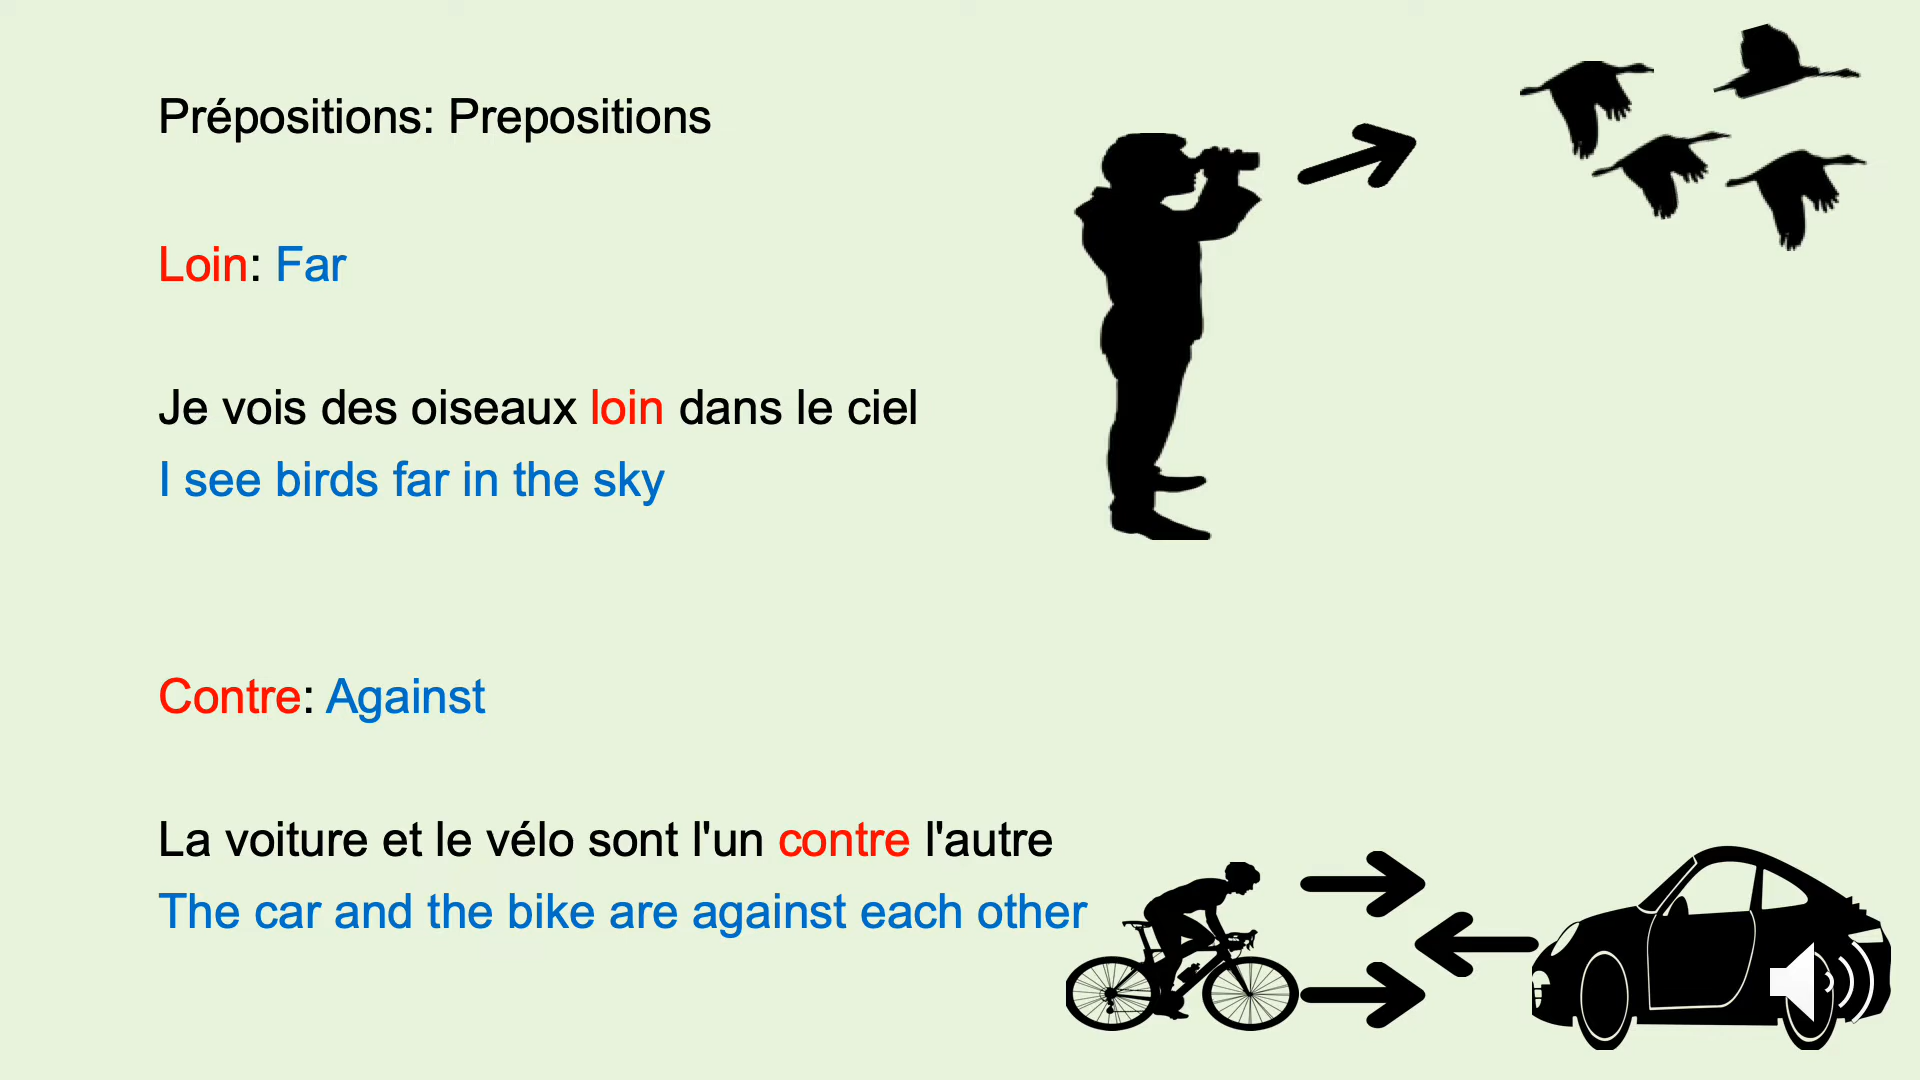 Prépositions: Prepositions
Loin: Far
Je vois des oiseaux loin dans le ciel
I see birds far in the sky
Contre: Against
La voiture et le vélo sont l'un contre l'autre
The car and the bike are against each other